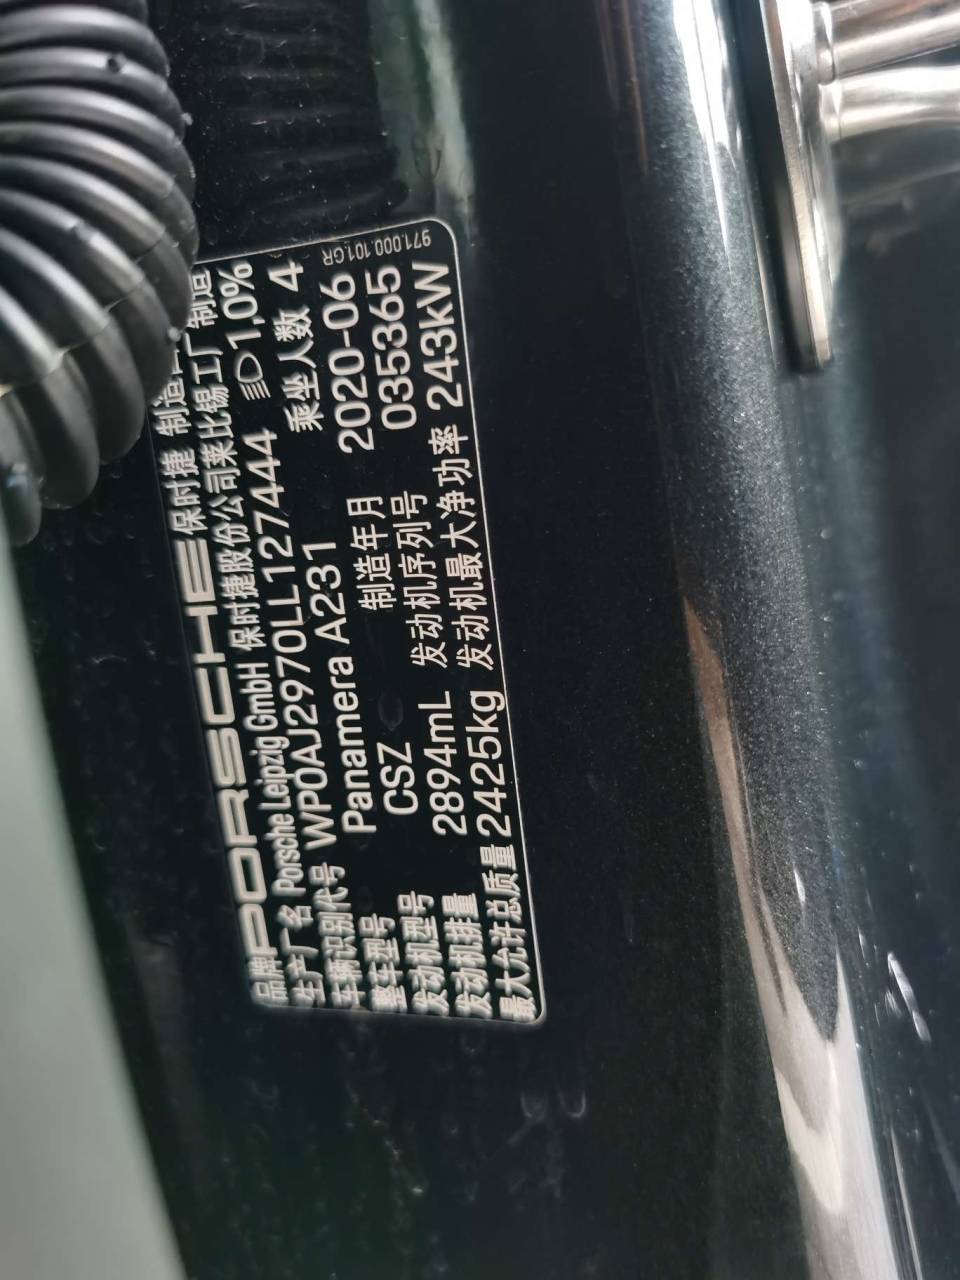 品牌 PORSCHE 保时捷 制造
生产厂名 Porsche Leipzig GmbH 保时捷股份公司莱比锡工厂 制造
车辆识别代号 WP0AJ2970LL127444 1,0%
整车型号 Panamera A231 乘坐人数 4
发动机型号 CSZ 制造年月 2020-06
发动机排量 2894mL 发动机序列号 035365
最大允许总质量 2425kg 发动机最大净功率 243kW
971.000.101.GR